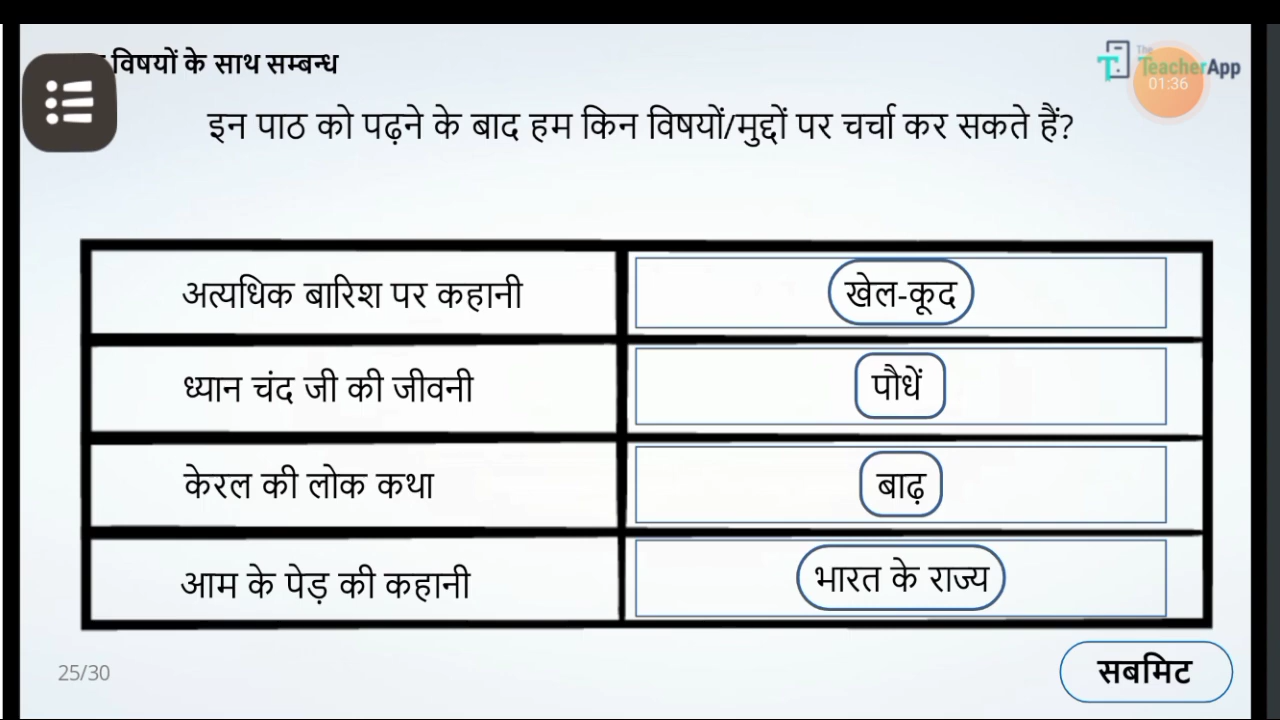 विषयों के साथ सम्बन्ध
The
TeacherApp
01:36
इन पाठ को पढ़ने के बाद हम किन विषयों/मुद्दों पर चर्चा कर सकते हैं?
अत्यधिक बारिश पर कहानी खेल-कूद
ध्यान चंद जी की जीवनी पौधें
केरल की लोक कथा बाढ़
आम के पेड़ की कहानी भारत के राज्य
25/30
सबमिट